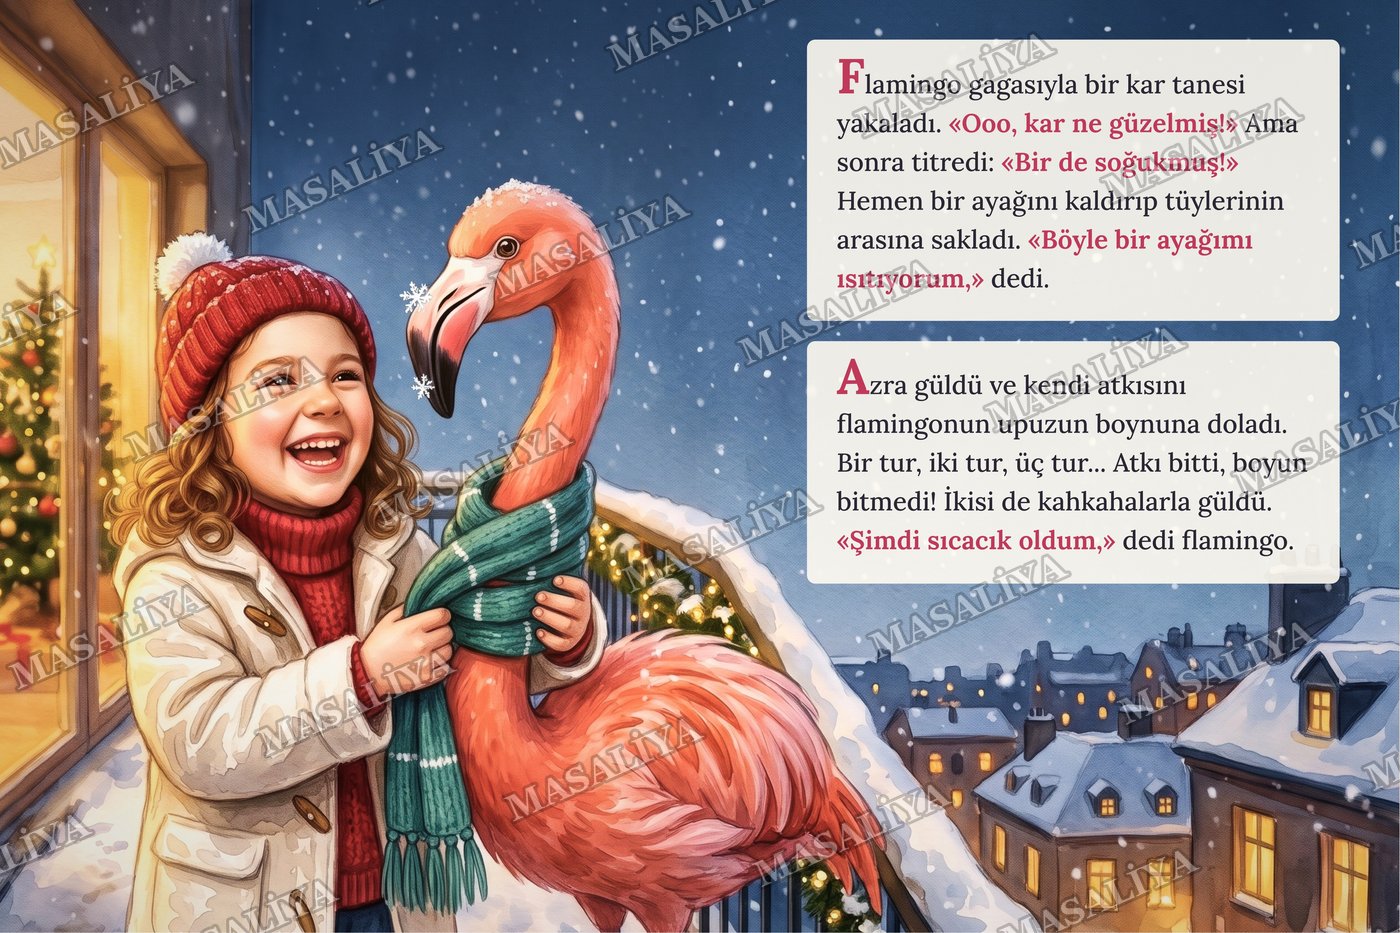 Flamingo gagasıyla bir kar tanesi
yakaladı. «Ooo, kar ne güzelmiş!» Ama
sonra titredi: «Bir de soğukmuş!»
Hemen bir ayağını kaldırıp tüylerinin
arasına sakladı. «Böyle bir ayağımı
ısıtıyorum,» dedi.
Azra güldü ve kendi atkısını
flamingonun upuzun boynuna doladı.
Bir tur, iki tur, üç tur... Atkı bitti, boyun
bitmedi! İkisi de kahkahalarla güldü.
«Şimdi sıcacık oldum,» dedi flamingo.
MASALİYA